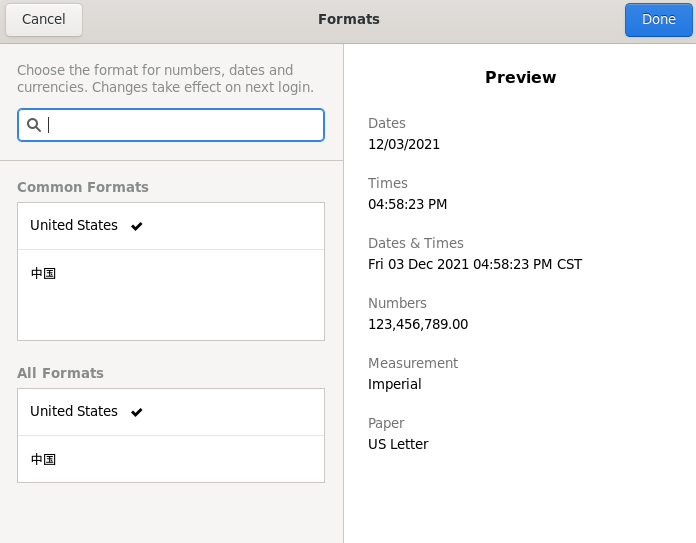 Cancel
Formats
Done
Choose the format for numbers, dates and
currencies. Changes take effect on next login.
Common Formats
United States
中国
All Formats
United States
中国
Preview
Dates
12/03/2021
Times
04:58:23 PM
Dates & Times
Fri 03 Dec 2021 04:58:23 PM CST
Numbers
123,456,789.00
Measurement
Imperial
Paper
US Letter